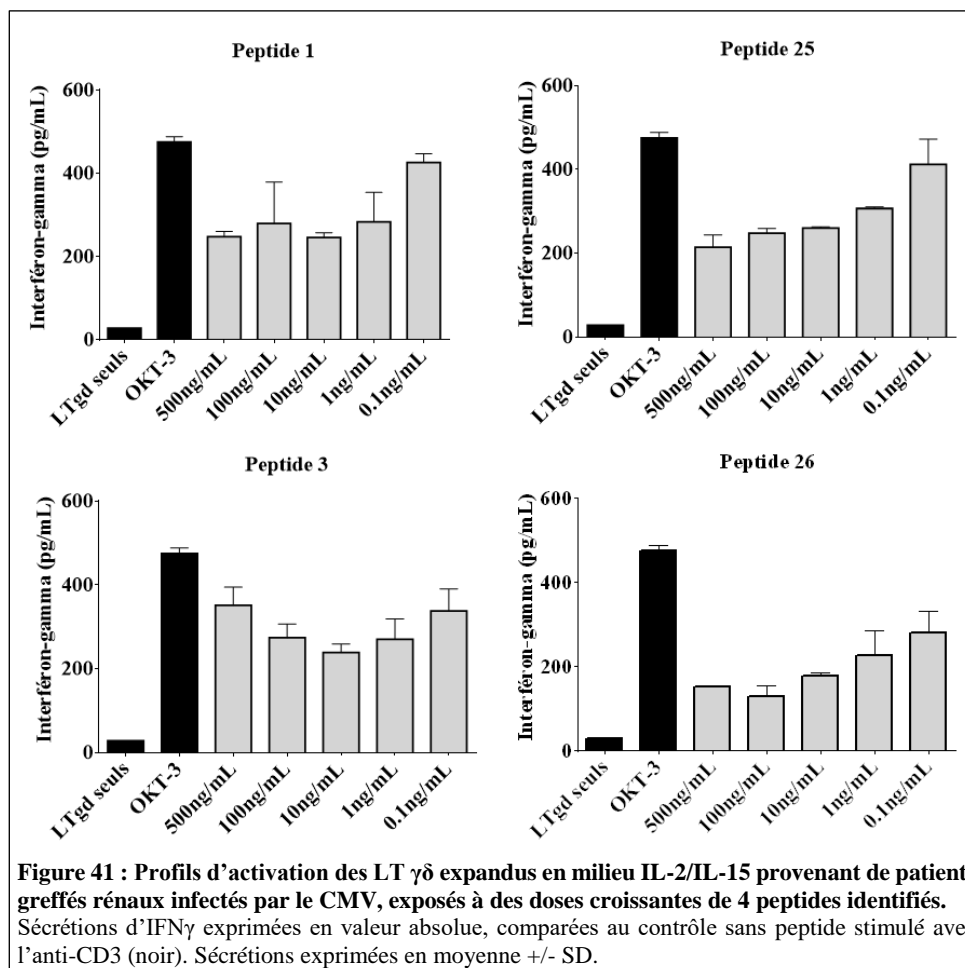 Peptide 1
Interféron-gamma (pg/mL)
600
400
200
0
LTgd seuls
OKT-3
500ng/mL
100ng/mL
10ng/mL
1ng/mL
0.1ng/mL
Peptide 25
Interféron-gamma (pg/mL)
600
400
200
0
LTgd seuls
OKT-3
500ng/mL
100ng/mL
10ng/mL
1ng/mL
0.1ng/mL
Peptide 3
Interféron-gamma (pg/mL)
600
400
200
0
LTgd seuls
OKT-3
500ng/mL
100ng/mL
10ng/mL
1ng/mL
0.1ng/mL
Peptide 26
Interféron-gamma (pg/mL)
600
400
200
0
LTgd seuls
OKT-3
500ng/mL
100ng/mL
10ng/mL
1ng/mL
0.1ng/mL
Figure 41 : Profils d’activation des LT γδ expandus en milieu IL-2/IL-15 provenant de patient
greffés rénaux infectés par le CMV, exposés à des doses croissantes de 4 peptides identifiés.
Sécrétions d’IFNγ exprimées en valeur absolue, comparées au contrôle sans peptide stimulé ave
l’anti-CD3 (noir). Sécrétions exprimées en moyenne +/- SD.